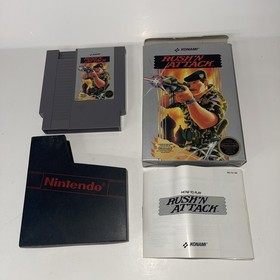 KONAMI
RUSH'N
ATTACK
KONAMI
RUSH'N
ATTACK
Nintendo
HOW TO PLAY
RUSH'N
ATTACK
KONAMI